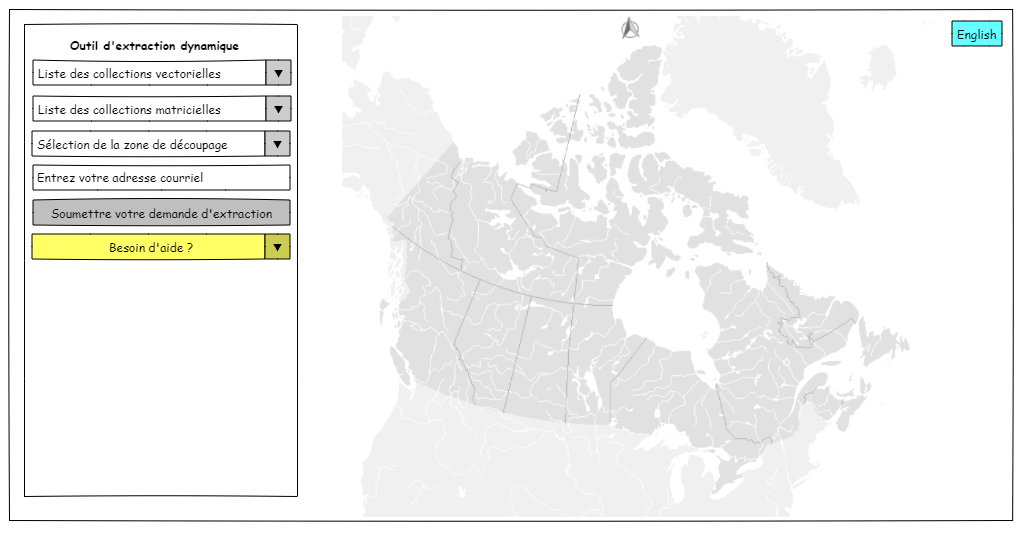 Outil d'extraction dynamique
English
Liste des collections vectorielles
Liste des collections matricielles
Sélection de la zone de découpage
Entrez votre adresse courriel
Soumettre votre demande d'extraction
Besoin d'aide ?